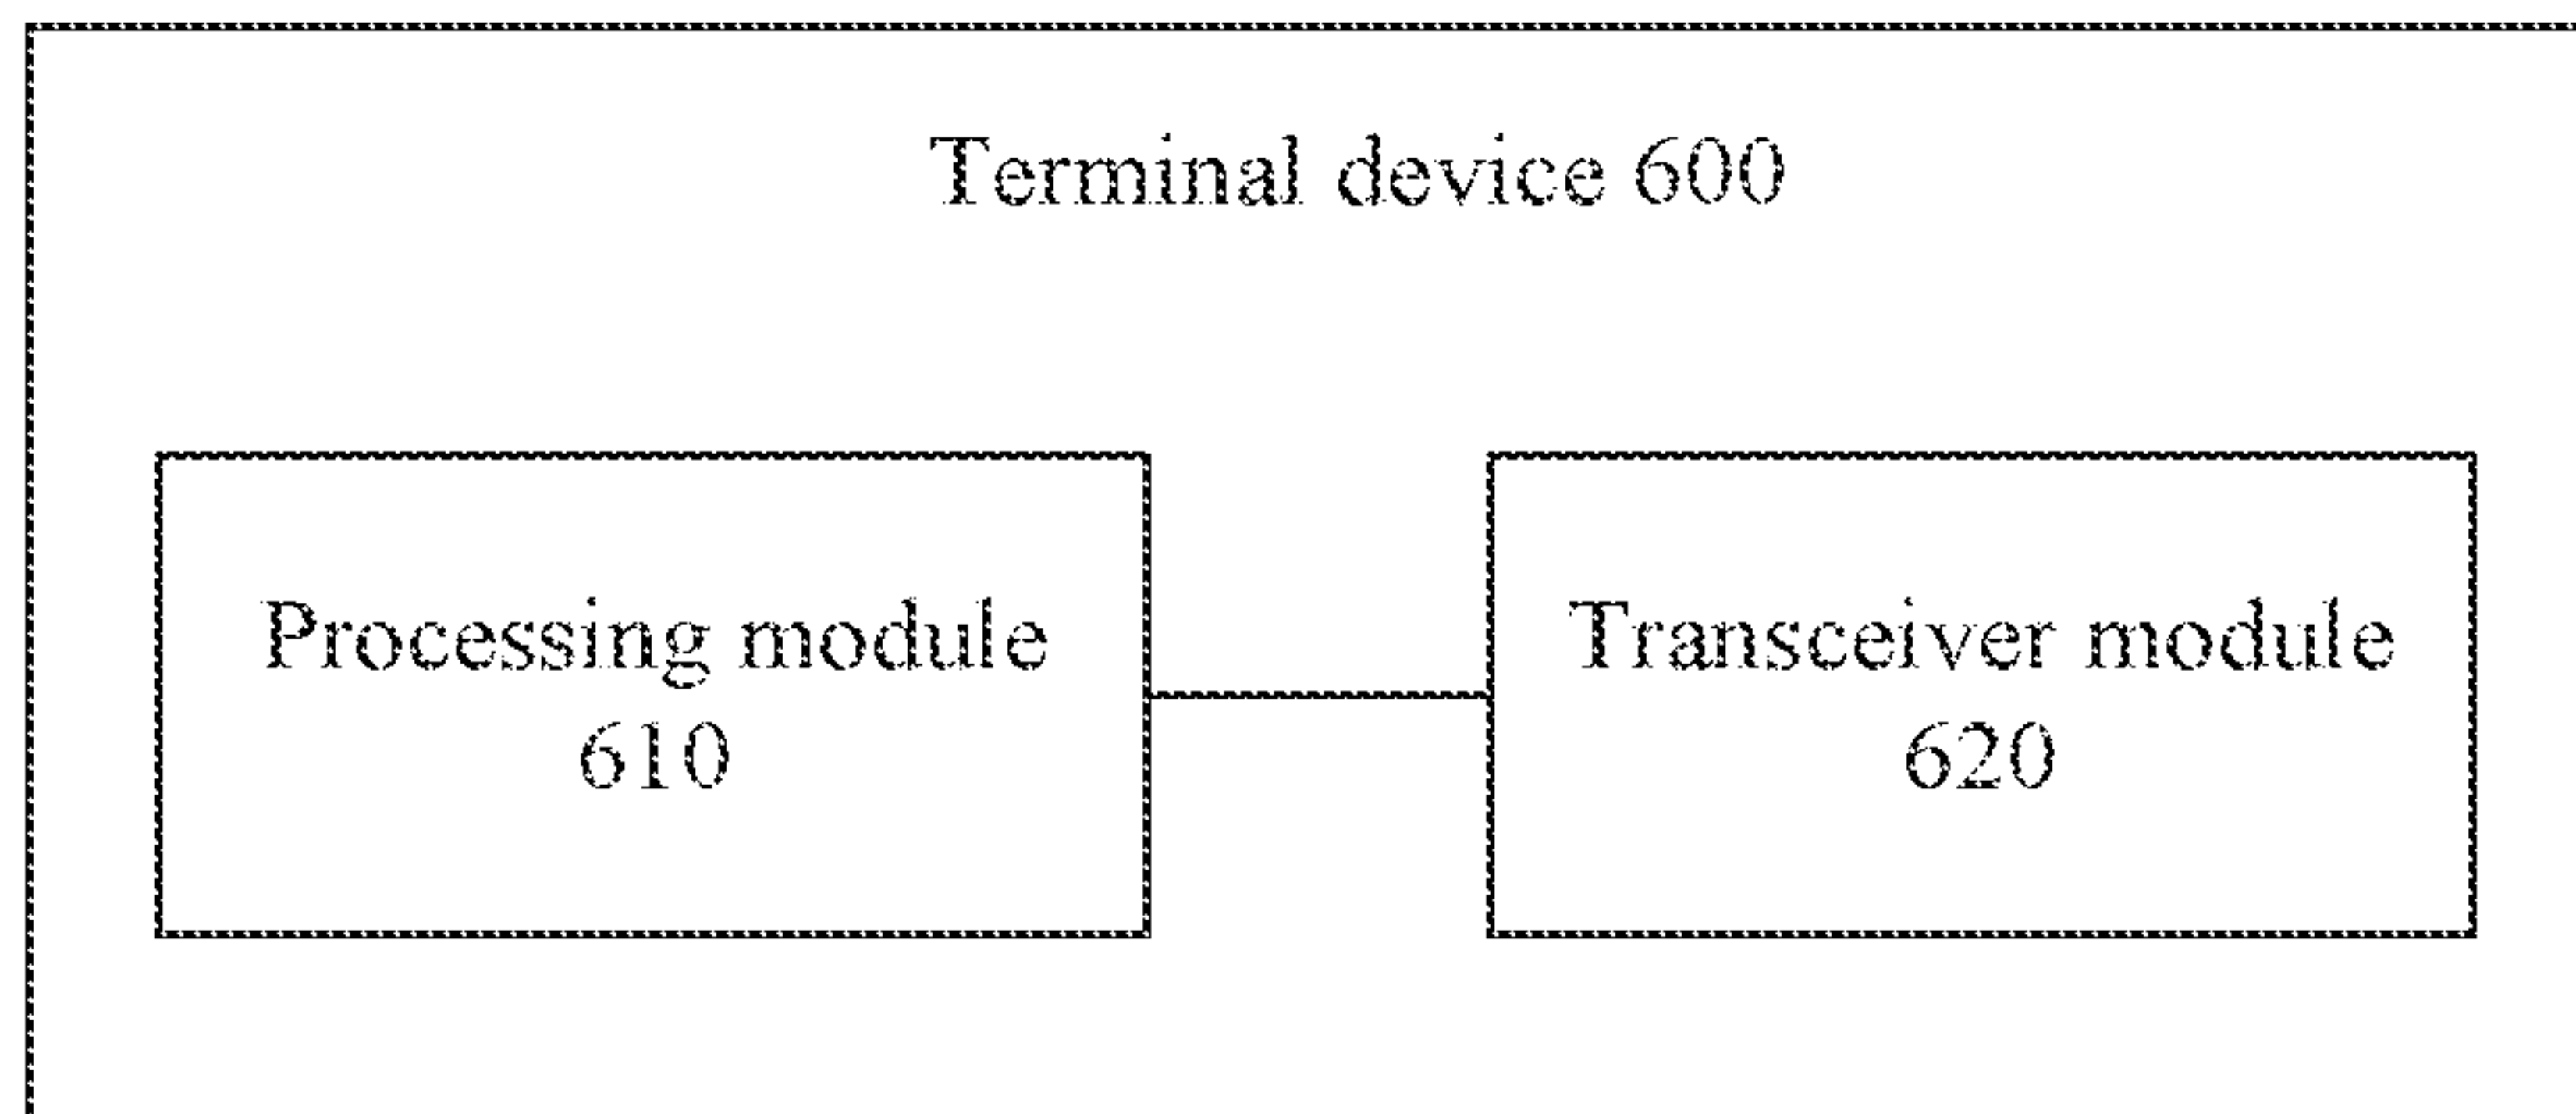 Terminal device 600
Processing module
610
Transceiver module
620